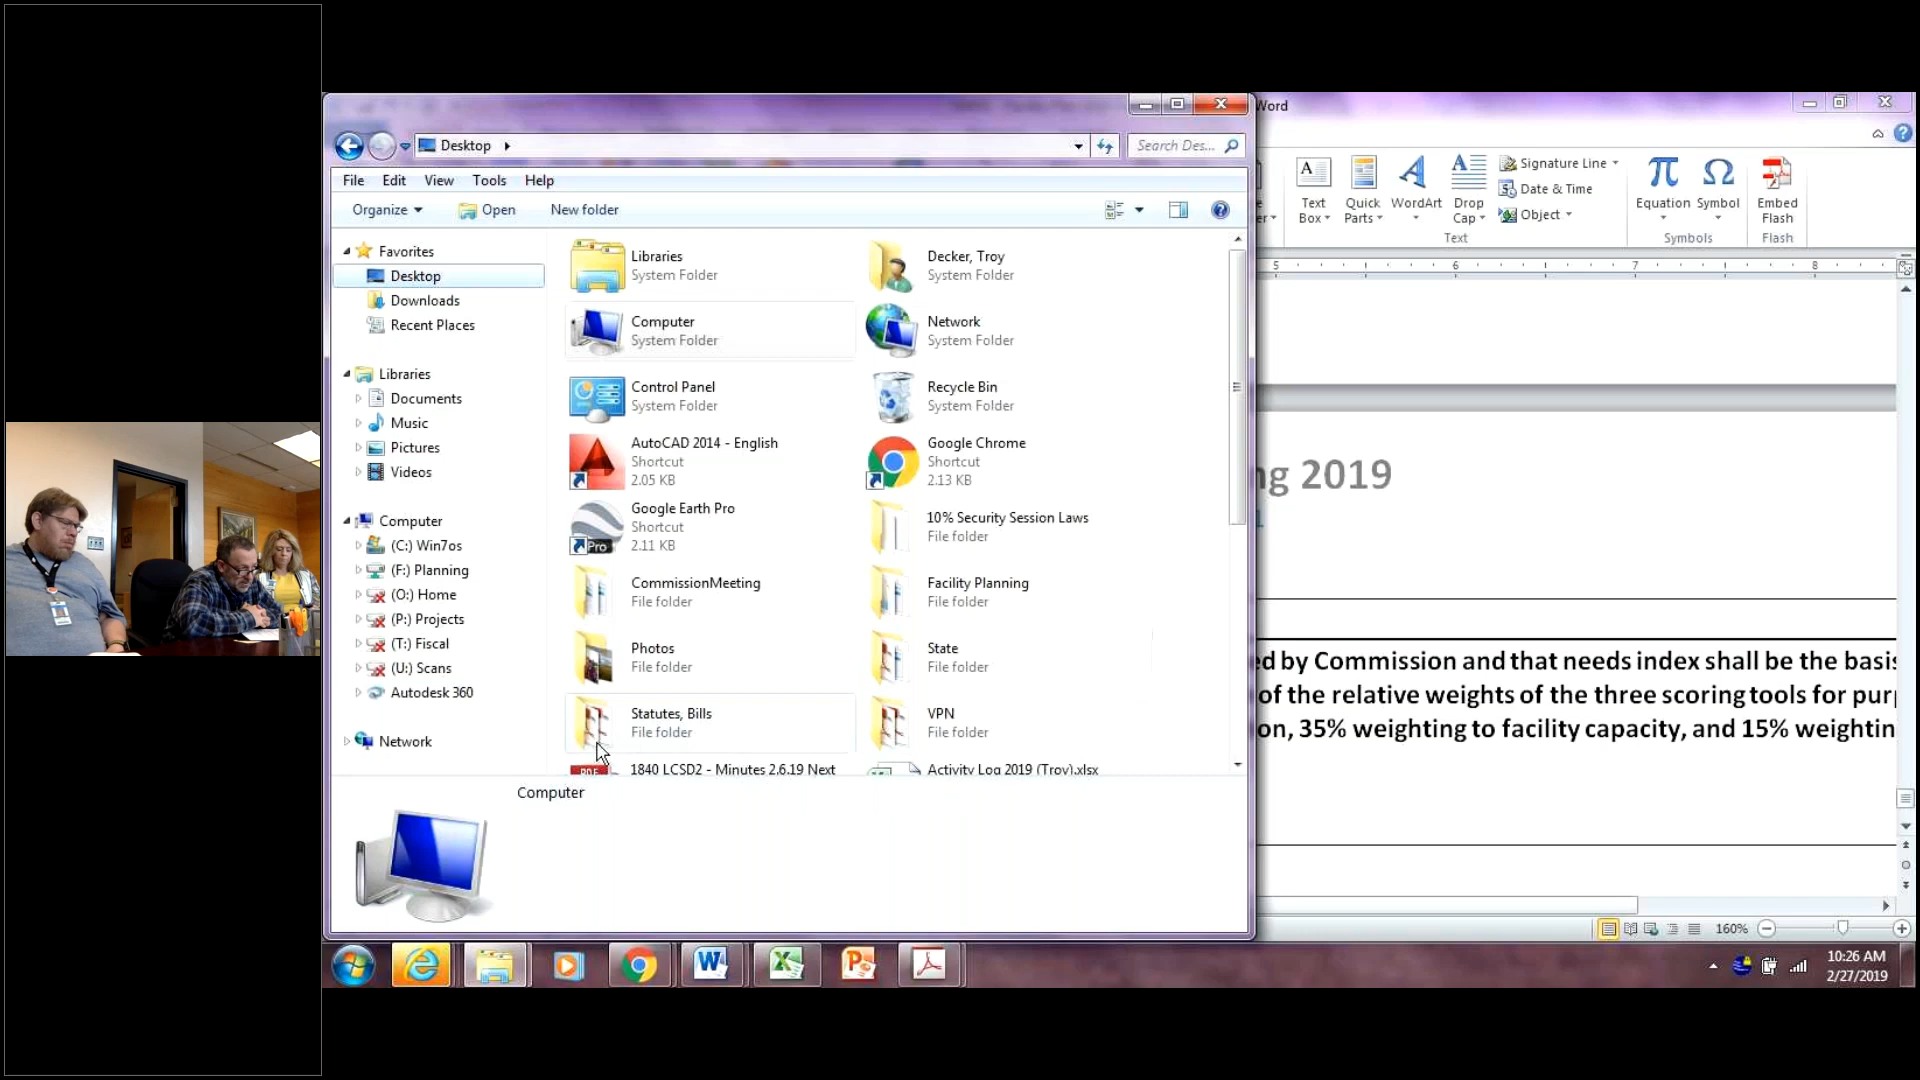 Word
Desktop
Search Des...
File Edit View Tools Help
Organize Open New folder
Favorites
Desktop
Downloads
Recent Places
Libraries
Documents
Music
Pictures
Videos
Computer
(C:) Win7os
(F:) Planning
(O:) Home
(P:) Projects
(T:) Fiscal
(U:) Scans
Autodesk 360
Network
Libraries
System Folder
Decker, Troy
System Folder
Computer
System Folder
Network
System Folder
Control Panel
System Folder
Recycle Bin
System Folder
AutoCAD 2014 - English
Shortcut
2.05 KB
Google Chrome
Shortcut
2.13 KB
Google Earth Pro
Shortcut
2.11 KB
Pro
10% Security Session Laws
File folder
CommissionMeeting
File folder
Facility Planning
File folder
Photos
File folder
State
File folder
Statutes, Bills
File folder
VPN
File folder
PDF
1840 LCSD2 - Minutes 2.6.19 Next
Activity Log 2019 (Troy).xlsx
Computer
Text Box
Quick Parts
WordArt
Drop Cap
Signature Line
Date & Time
Object
Text
Equation
Symbol
Symbols
Embed Flash
Flash
5 6 7 8
ng 2019
ed by Commission and that needs index shall be the basis
of the relative weights of the three scoring tools for pur
on, 35% weighting to facility capacity, and 15% weightin
160%
10:26 AM
2/27/2019